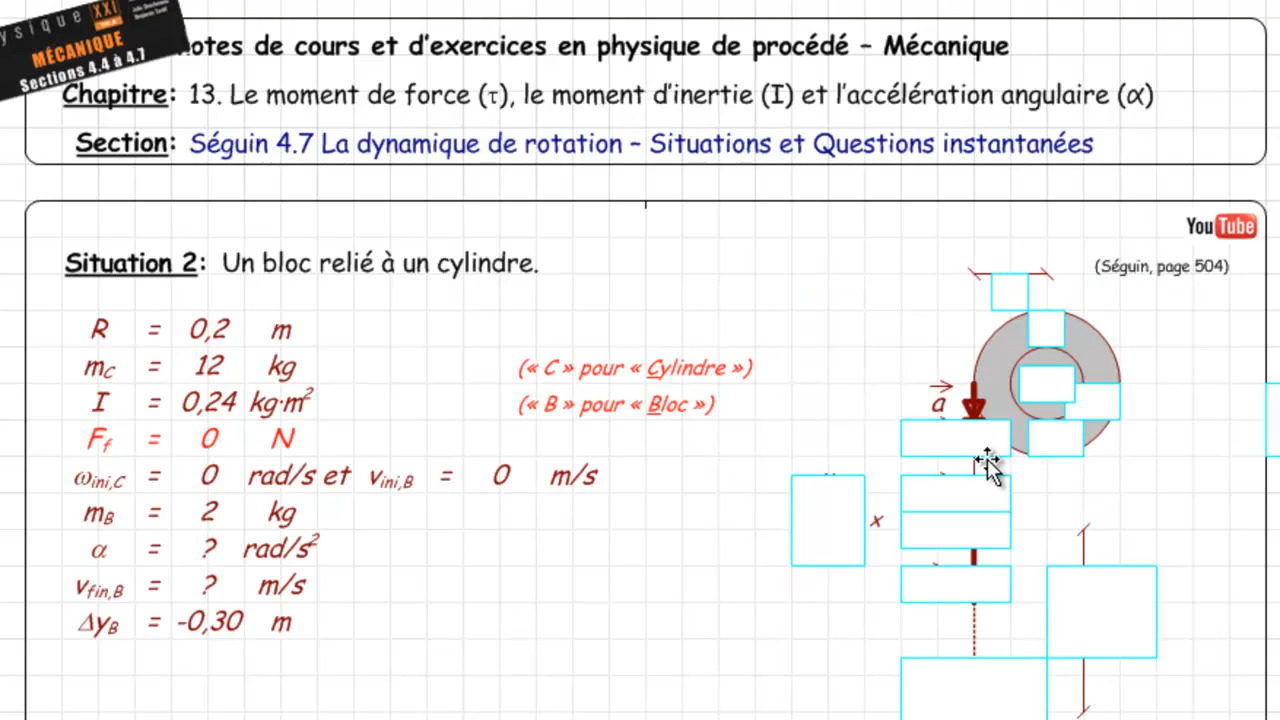 ysique XXI
MÉCANIQUE
Sections 4.4 à 4.7
notes de cours et d'exercices en physique de procédé – Mécanique
Chapitre: 13. Le moment de force (τ), le moment d'inertie (I) et l'accélération angulaire (α)
Section: Séguin 4.7 La dynamique de rotation – Situations et Questions instantanées
YouTube
Situation 2: Un bloc relié à un cylindre.
(Séguin, page 504)
R = 0,2 m
mC = 12 kg (« C » pour « Cylindre »)
I = 0,24 kg·m² (« B » pour « Bloc »)
Ff = 0 N
ωini,C = 0 rad/s et vini,B = 0 m/s
mB = 2 kg
α = ? rad/s²
vfin,B = ? m/s
ΔyB = -0,30 m
a
x